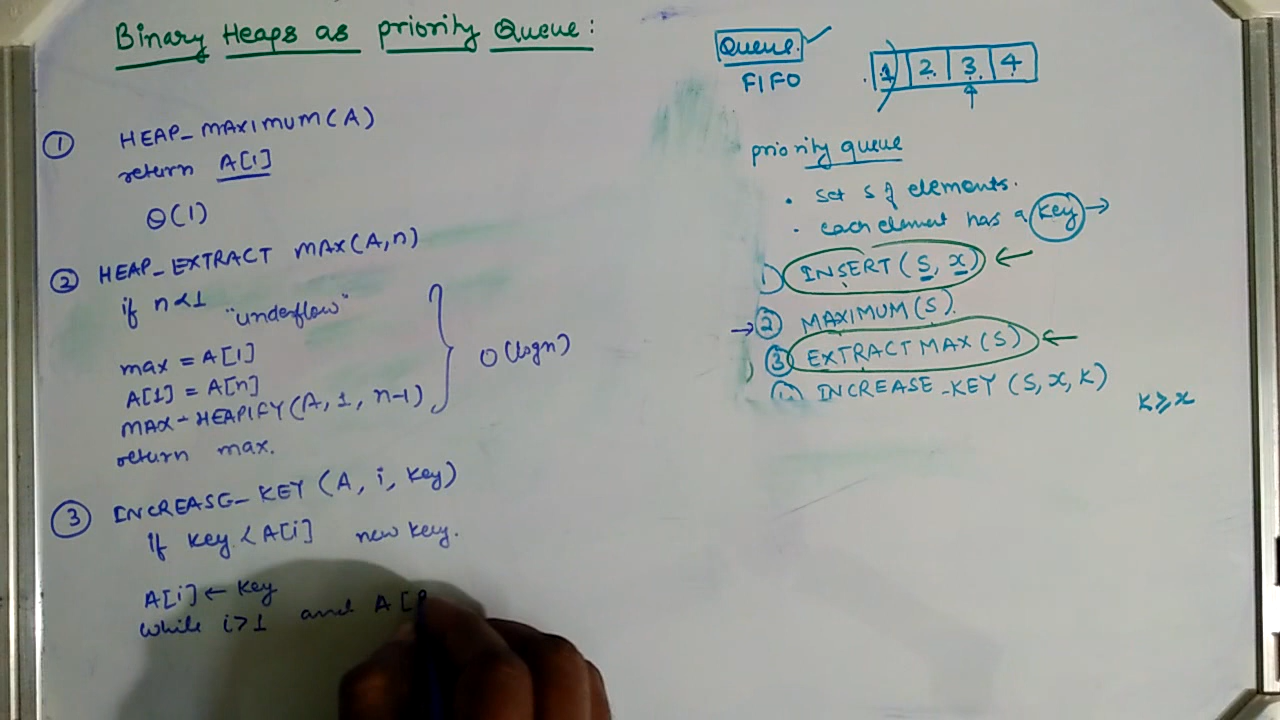 Binary Heaps as priority Queue:
① HEAP_MAXIMUM(A)
return A[1]
Θ(1)
② HEAP_EXTRACT MAX(A,n)
if n<1 "underflow"
max = A[1]
A[1] = A[n]
MAX-HEAPIFY(A, 1, n-1)
return max.
O(logn)
③ INCREASE_KEY (A, i, key)
If key < A[i] new key.
A[i] ← key
while i>1 and A[P
Queue.
FIFO
1 2 3 4
priority queue
• set S of elements.
• each element has a key →
1) INSERT(S, x) ←
→ ② MAXIMUM(S).
③ EXTRACT MAX(S) ←
④ INCREASE_KEY (S, x, K)
K⩾x